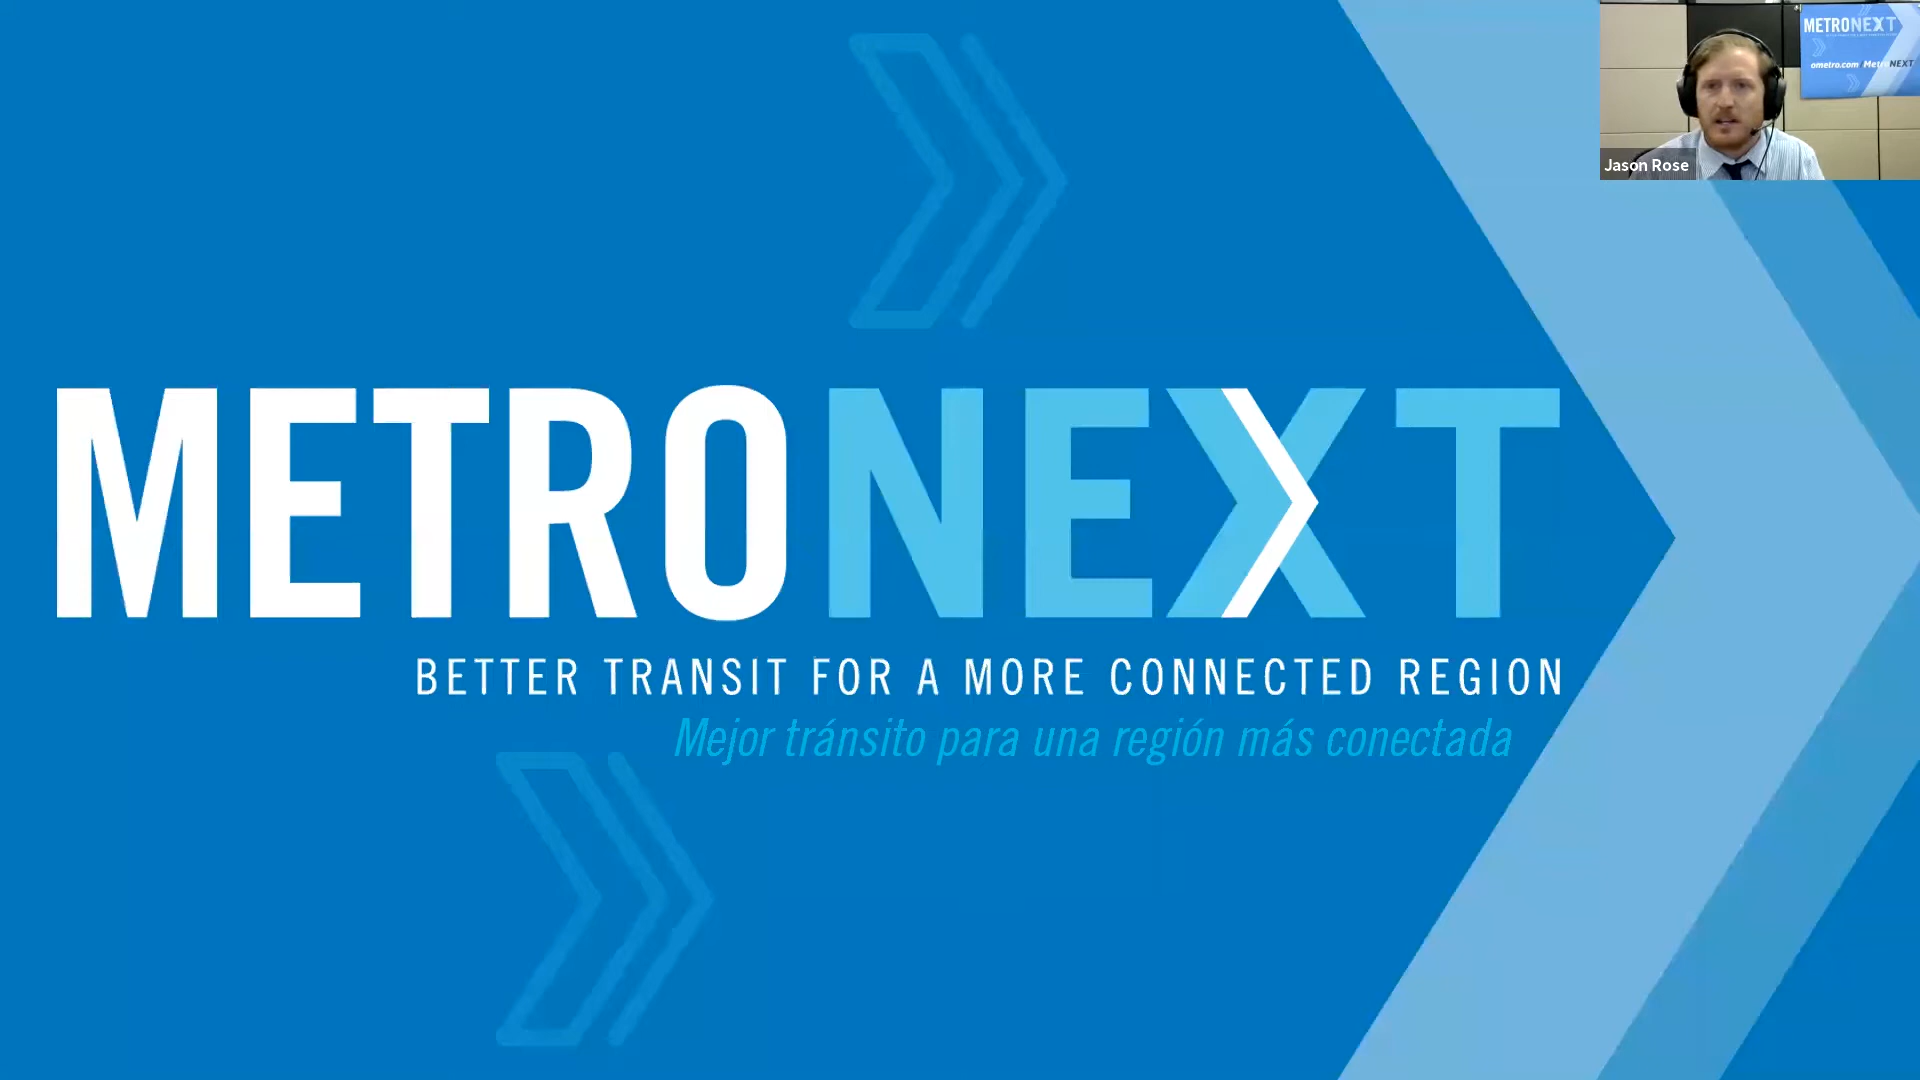 METRONEXT
BETTER TRANSIT FOR A MORE CONNECTED REGION
Mejor tránsito para una región más conectada
METRONEXT
ometro.com/MetroNEXT
Jason Rose